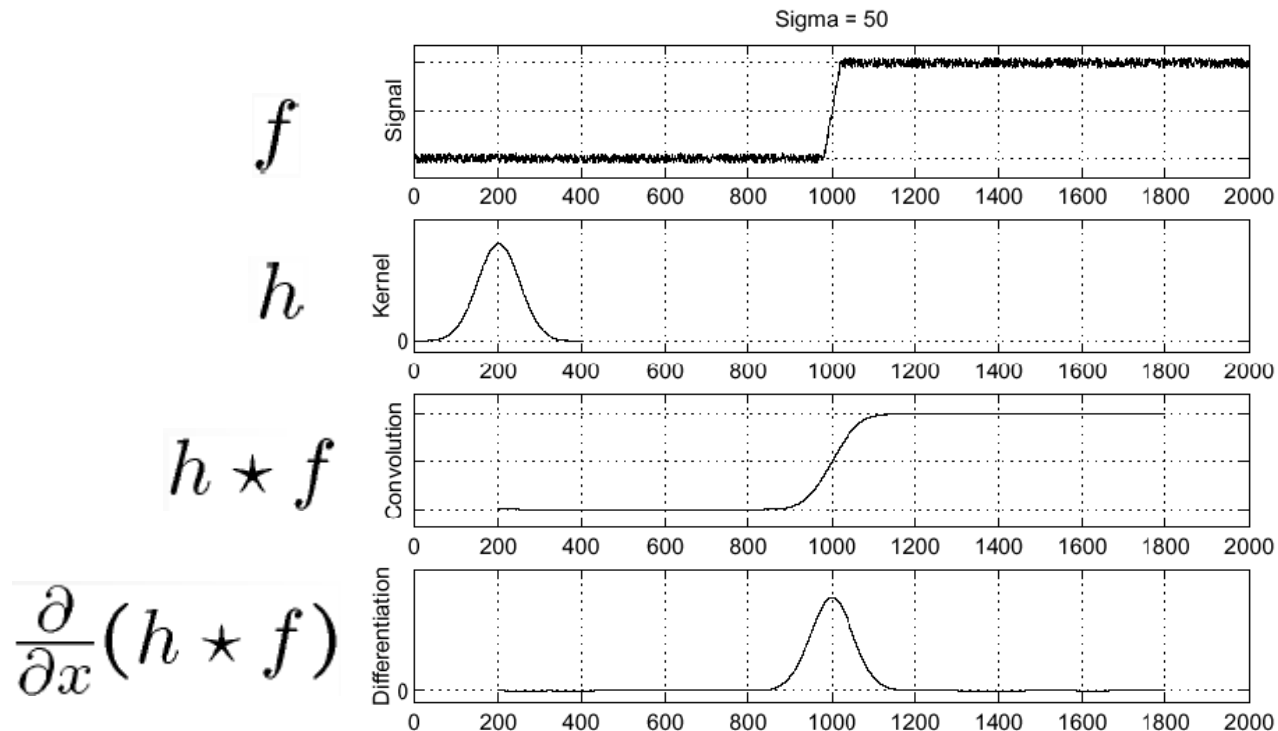 Sigma = 50
f
Signal
0 200 400 600 800 1000 1200 1400 1600 1800 2000
h
Kernel
0
0 200 400 600 800 1000 1200 1400 1600 1800 2000
h ⋆ f
Convolution
0 200 400 600 800 1000 1200 1400 1600 1800 2000
∂/∂x (h ⋆ f)
Differentiation
0
0 200 400 600 800 1000 1200 1400 1600 1800 2000